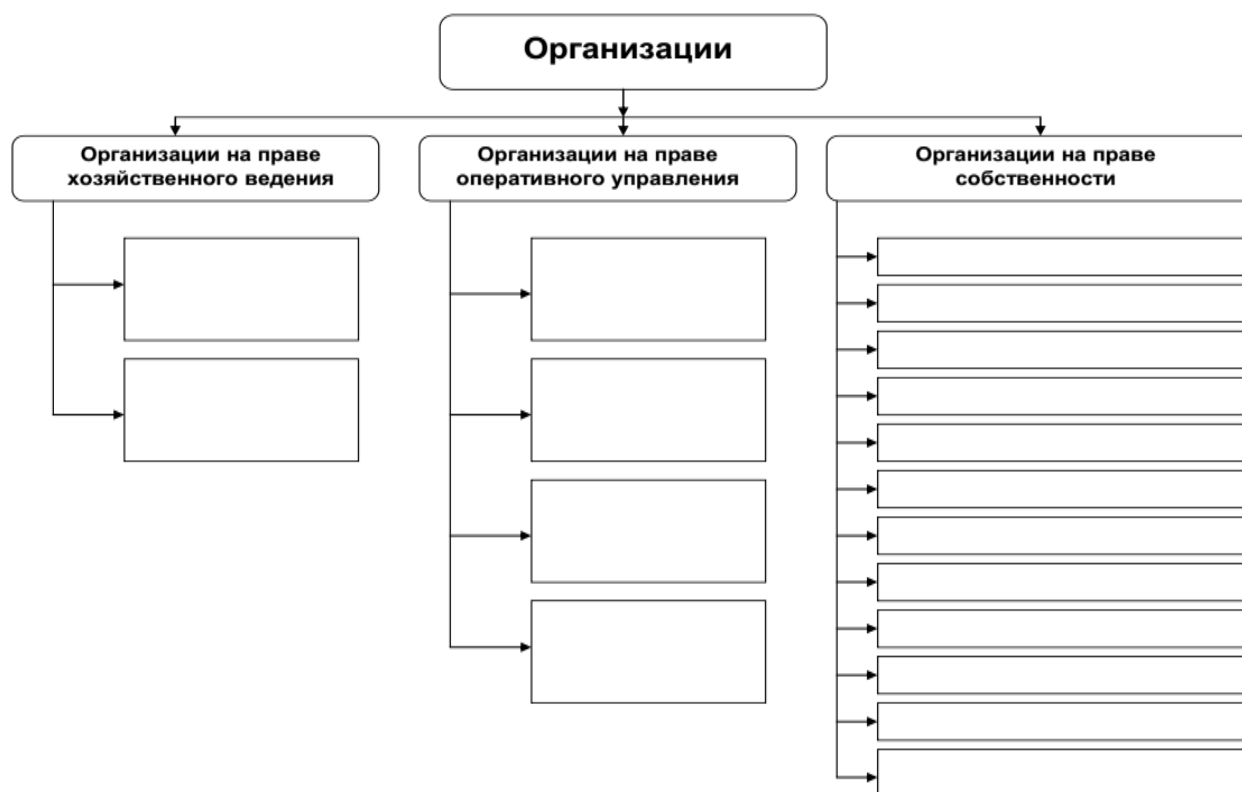 Организации
Организации на праве
хозяйственного ведения
Организации на праве
оперативного управления
Организации на праве
собственности